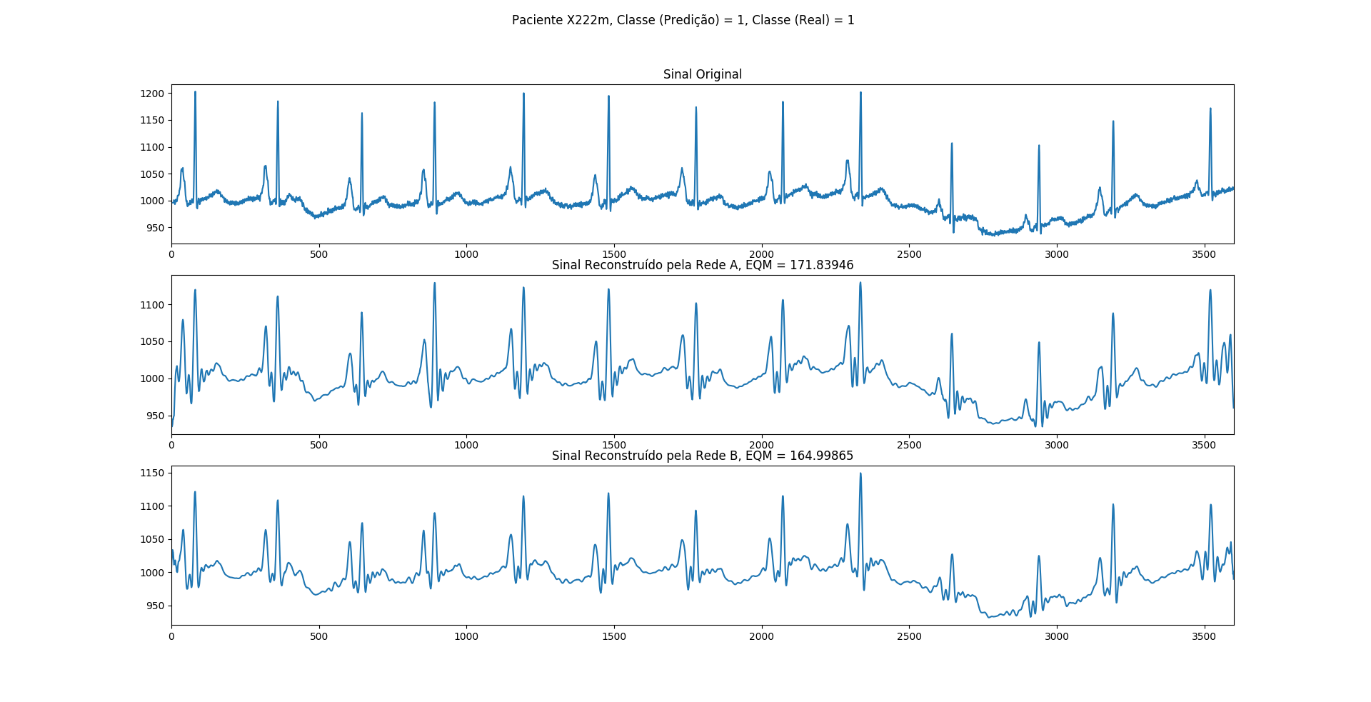 Paciente X222m, Classe (Predição) = 1, Classe (Real) = 1
Sinal Original
1200
1150
1100
1050
1000
950
0 500 1000 1500 2000 2500 3000 3500
Sinal Reconstruído pela Rede A, EQM = 171.83946
1100
1050
1000
950
0 500 1000 1500 2000 2500 3000 3500
Sinal Reconstruído pela Rede B, EQM = 164.99865
1150
1100
1050
1000
950
0 500 1000 1500 2000 2500 3000 3500